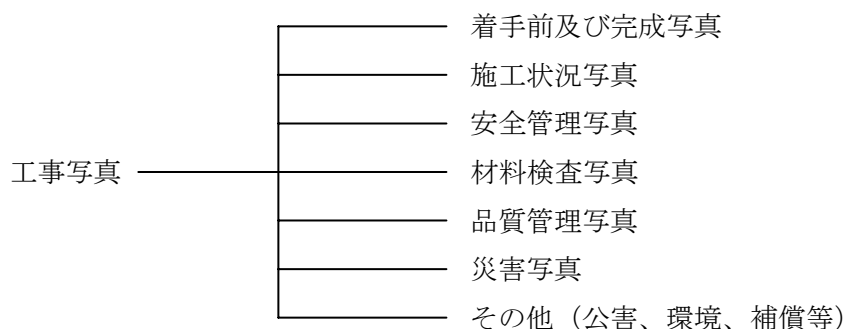 着手前及び完成写真
施工状況写真
安全管理写真
工事写真
材料検査写真
品質管理写真
災害写真
その他（公害、環境、補償等）